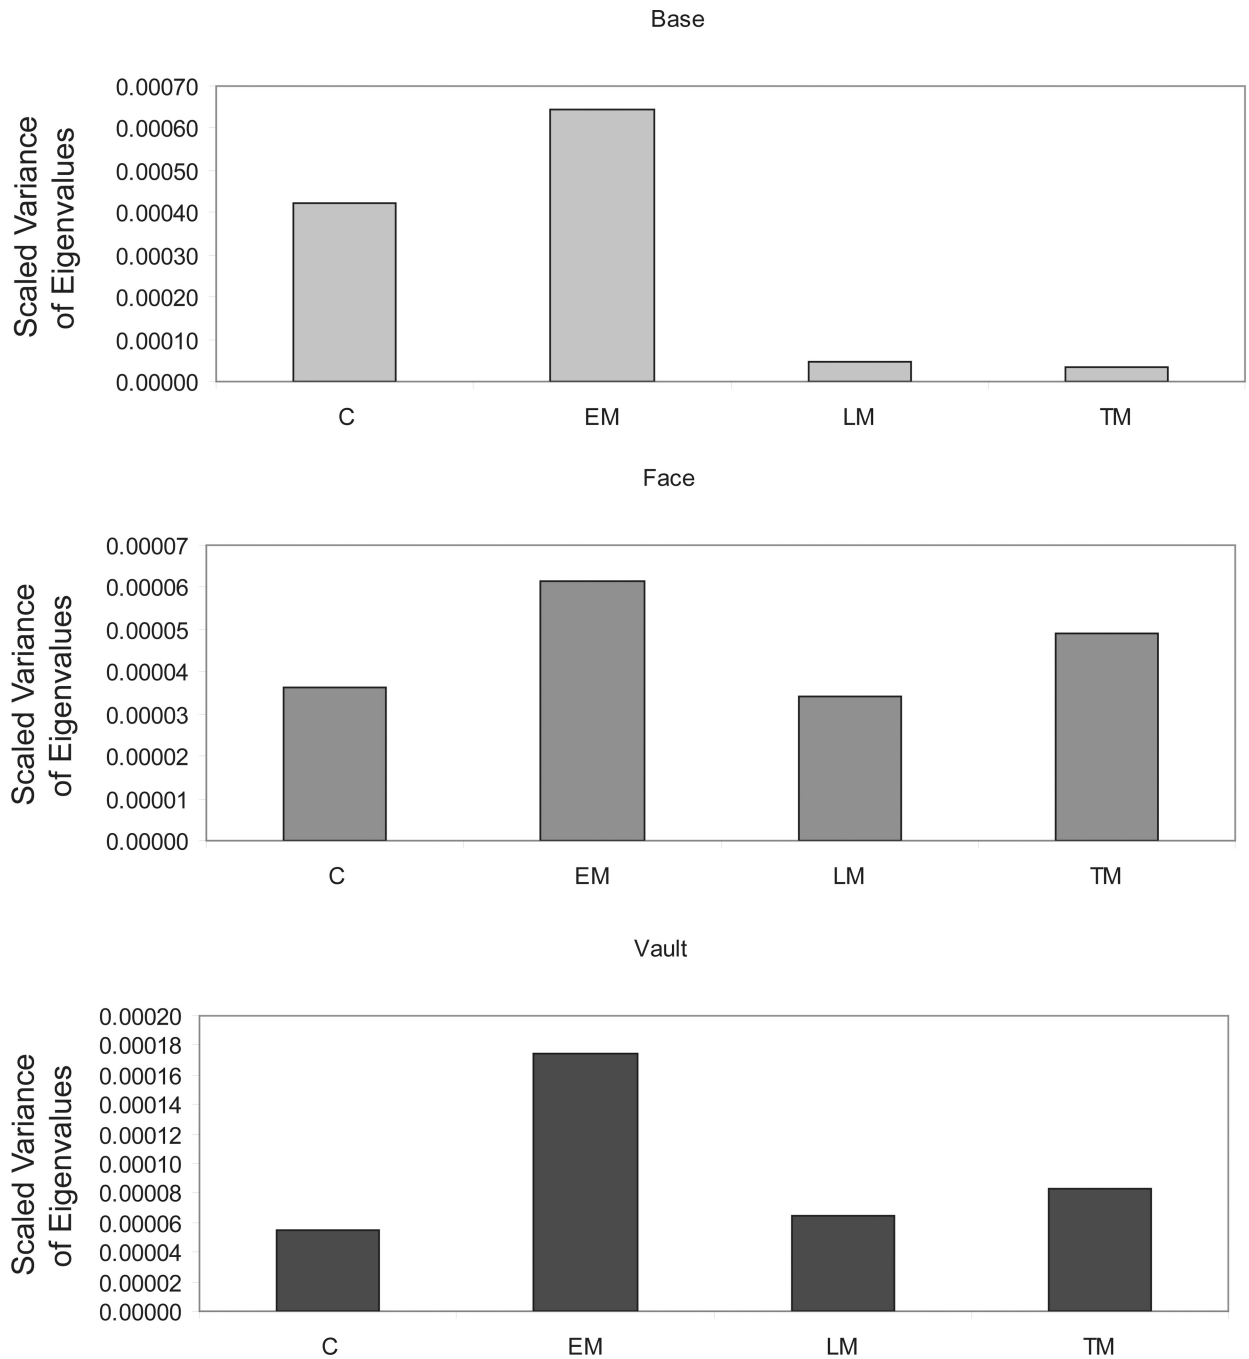 Base
Scaled Variance
of Eigenvalues
0.00070
0.00060
0.00050
0.00040
0.00030
0.00020
0.00010
0.00000
C EM LM TM
Face
Scaled Variance
of Eigenvalues
0.00007
0.00006
0.00005
0.00004
0.00003
0.00002
0.00001
0.00000
C EM LM TM
Vault
Scaled Variance
of Eigenvalues
0.00020
0.00018
0.00016
0.00014
0.00012
0.00010
0.00008
0.00006
0.00004
0.00002
0.00000
C EM LM TM